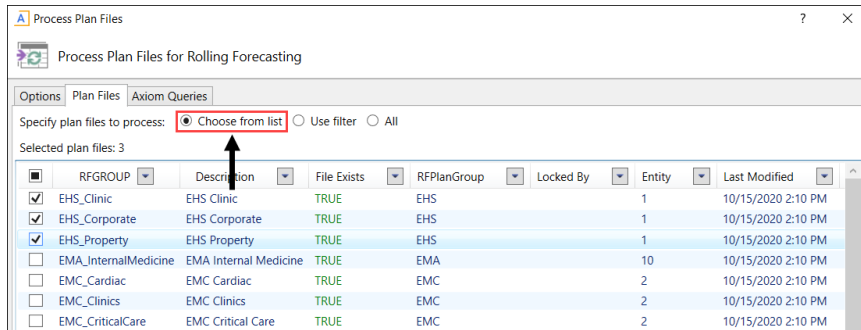 A Process Plan Files ?
Process Plan Files for Rolling Forecasting
Options Plan Files Axiom Queries
Specify plan files to process: Choose from list Use filter All
Selected plan files: 3
RFGROUP Description File Exists RFPlanGroup Locked By Entity Last Modified
EHS_Clinic EHS Clinic TRUE EHS 1 10/15/2020 2:10 PM
EHS_Corporate EHS Corporate TRUE EHS 1 10/15/2020 2:10 PM
EHS_Property EHS Property TRUE EHS 1 10/15/2020 2:10 PM
EMA_InternalMedicine EMA Internal Medicine TRUE EMA 10 10/15/2020 2:10 PM
EMC_Cardiac EMC Cardiac TRUE EMC 2 10/15/2020 2:10 PM
EMC_Clinics EMC Clinics TRUE EMC 2 10/15/2020 2:10 PM
EMC_CriticalCare EMC Critical Care TRUE EMC 2 10/15/2020 2:10 PM